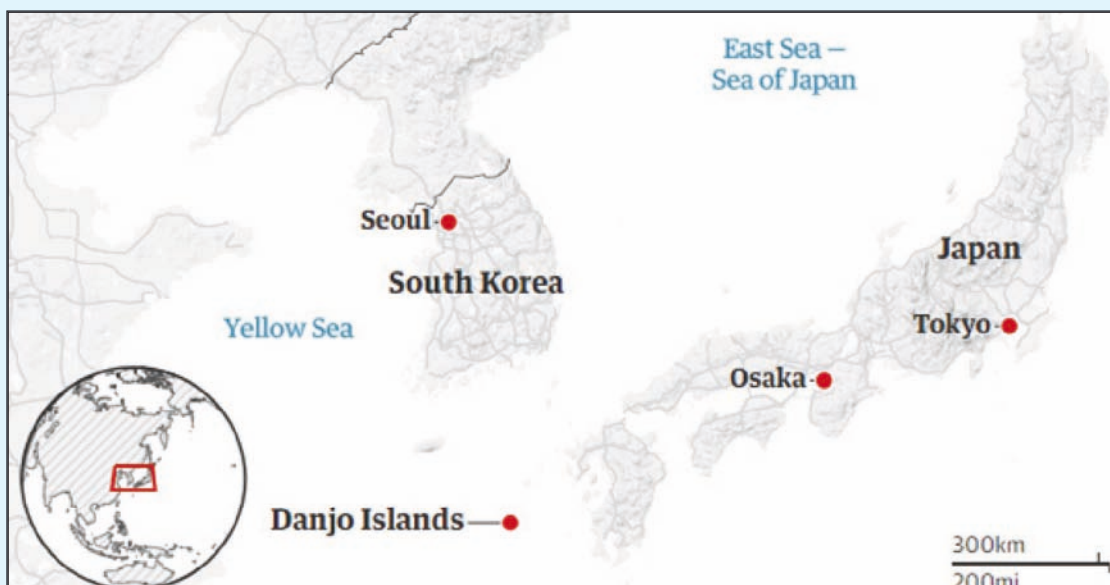 East Sea –
Sea of Japan
Seoul
South Korea
Japan
Yellow Sea
Tokyo
Osaka
Danjo Islands
300km
200mi